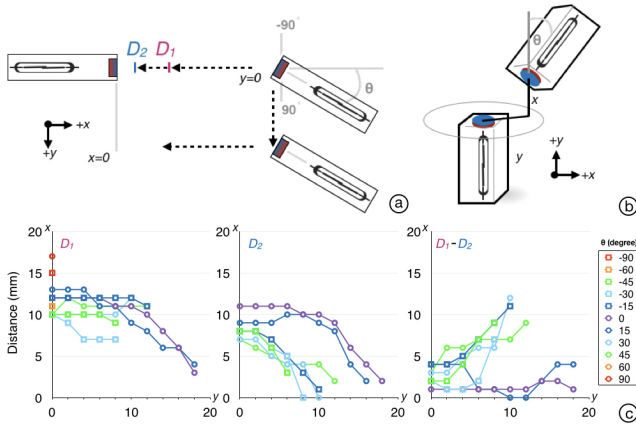 -90°
D2 D1
y=0
θ
90°
+x
+y
x=0
a
θ
x
y
+y
+x
b
x
D1
x
D2
x
D1 - D2
Distance (mm)
20
15
10
5
0
0 10 y 20
20
15
10
5
0
0 10 y 20
20
15
10
5
0
0 10 y 20
θ (degree)
-90
-60
-45
-30
-15
0
15
30
45
60
90
c